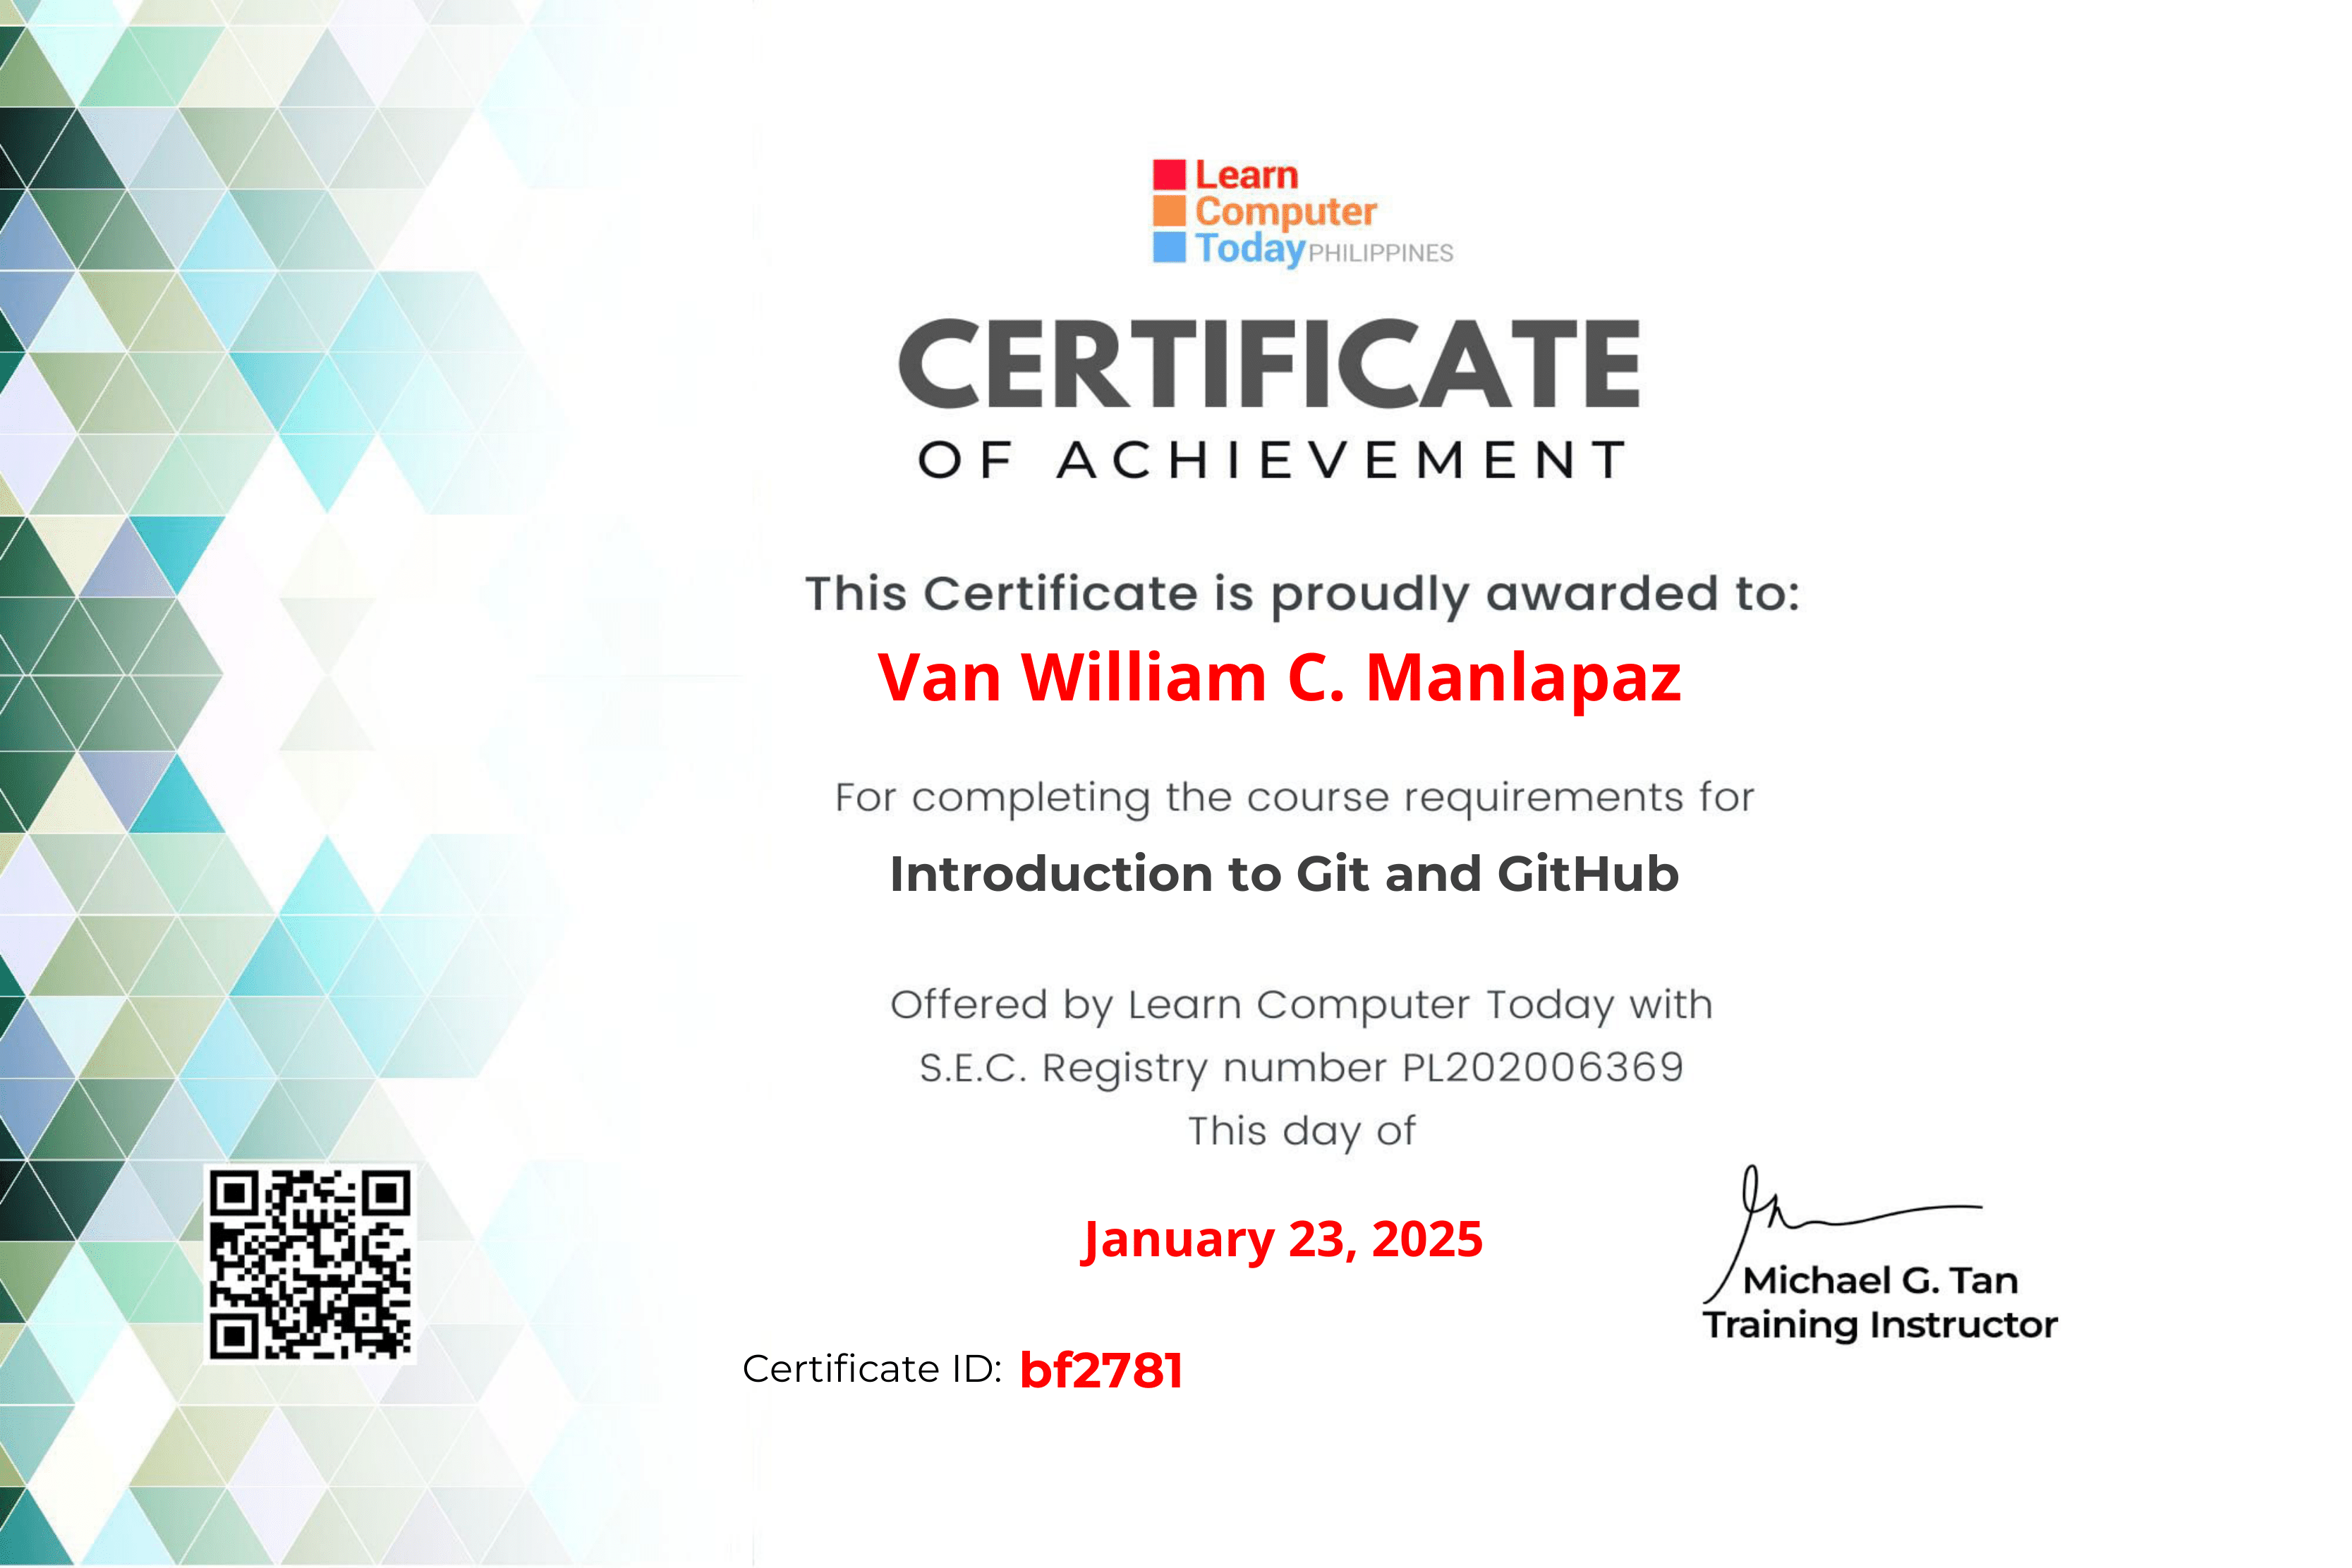 Learn
Computer
Today PHILIPPINES
CERTIFICATE
OF ACHIEVEMENT
This Certificate is proudly awarded to:
Van William C. Manlapaz
For completing the course requirements for
Introduction to Git and GitHub
Offered by Learn Computer Today with
S.E.C. Registry number PL202006369
This day of
January 23, 2025
Michael G. Tan
Training Instructor
Certificate ID: bf2781